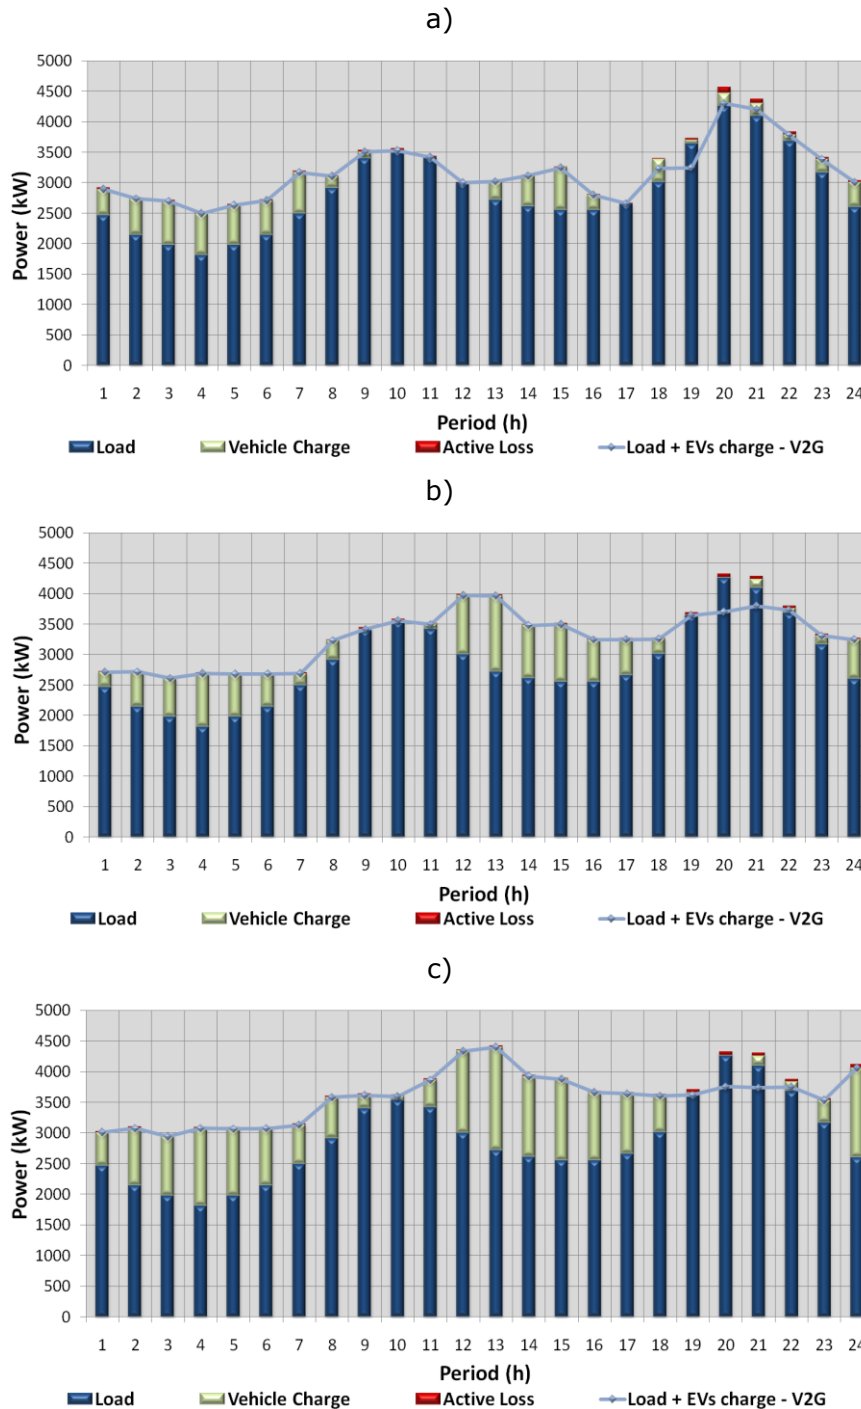 a)
5000
4500
4000
3500
3000
2500
2000
1500
1000
500
0
Power (kW)
1 2 3 4 5 6 7 8 9 10 11 12 13 14 15 16 17 18 19 20 21 22 23 24
Period (h)
Load Vehicle Charge Active Loss Load + EVs charge - V2G
b)
5000
4500
4000
3500
3000
2500
2000
1500
1000
500
0
Power (kW)
1 2 3 4 5 6 7 8 9 10 11 12 13 14 15 16 17 18 19 20 21 22 23 24
Period (h)
Load Vehicle Charge Active Loss Load + EVs charge - V2G
c)
5000
4500
4000
3500
3000
2500
2000
1500
1000
500
0
Power (kW)
1 2 3 4 5 6 7 8 9 10 11 12 13 14 15 16 17 18 19 20 21 22 23 24
Period (h)
Load Vehicle Charge Active Loss Load + EVs charge - V2G